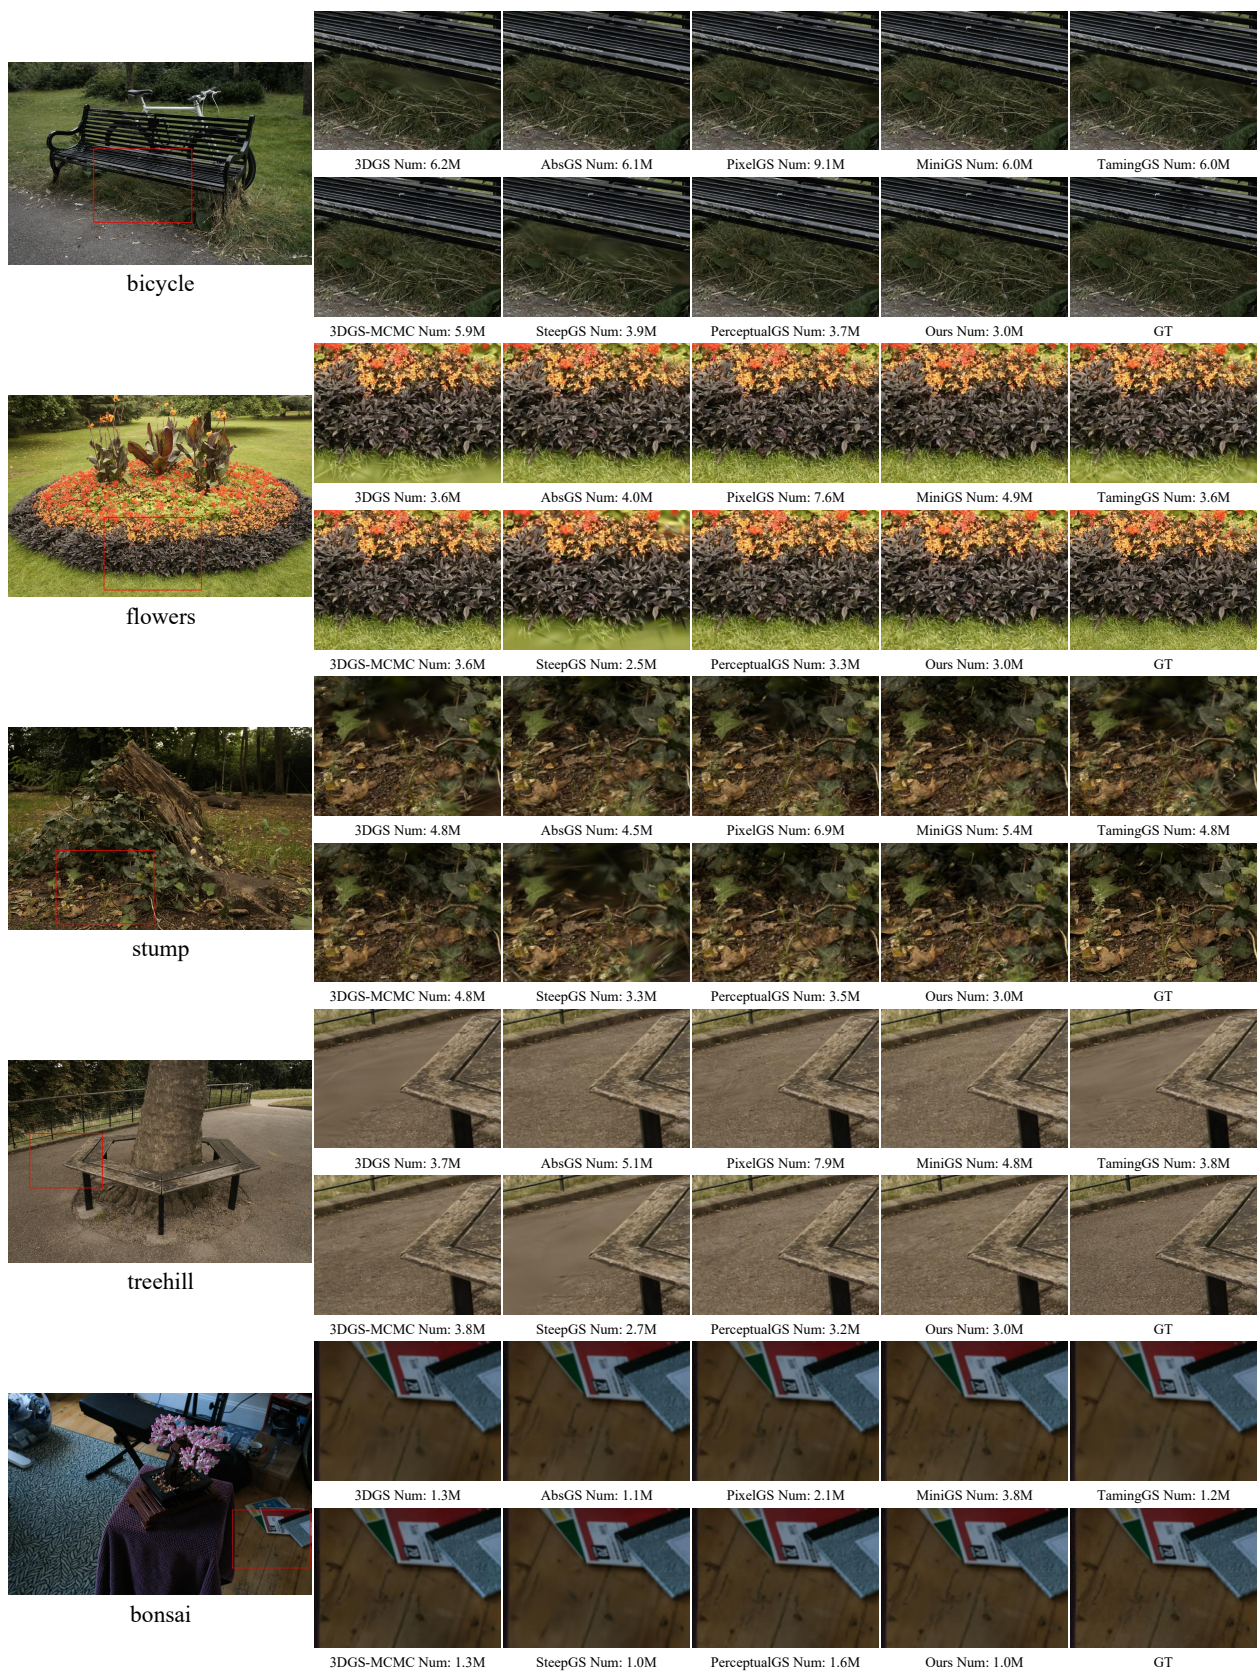 3DGS Num: 6.2M
AbsGS Num: 6.1M
PixelGS Num: 9.1M
MiniGS Num: 6.0M
TamingGS Num: 6.0M
3DGS-MCMC Num: 5.9M
SteepGS Num: 3.9M
PerceptualGS Num: 3.7M
Ours Num: 3.0M
GT
bicycle
3DGS Num: 3.6M
AbsGS Num: 4.0M
PixelGS Num: 7.6M
MiniGS Num: 4.9M
TamingGS Num: 3.6M
3DGS-MCMC Num: 3.6M
SteepGS Num: 2.5M
PerceptualGS Num: 3.3M
Ours Num: 3.0M
GT
flowers
3DGS Num: 4.8M
AbsGS Num: 4.5M
PixelGS Num: 6.9M
MiniGS Num: 5.4M
TamingGS Num: 4.8M
3DGS-MCMC Num: 4.8M
SteepGS Num: 3.3M
PerceptualGS Num: 3.5M
Ours Num: 3.0M
GT
stump
3DGS Num: 3.7M
AbsGS Num: 5.1M
PixelGS Num: 7.9M
MiniGS Num: 4.8M
TamingGS Num: 3.8M
3DGS-MCMC Num: 3.8M
SteepGS Num: 2.7M
PerceptualGS Num: 3.2M
Ours Num: 3.0M
GT
treehill
3DGS Num: 1.3M
AbsGS Num: 1.1M
PixelGS Num: 2.1M
MiniGS Num: 3.8M
TamingGS Num: 1.2M
3DGS-MCMC Num: 1.3M
SteepGS Num: 1.0M
PerceptualGS Num: 1.6M
Ours Num: 1.0M
GT
bonsai